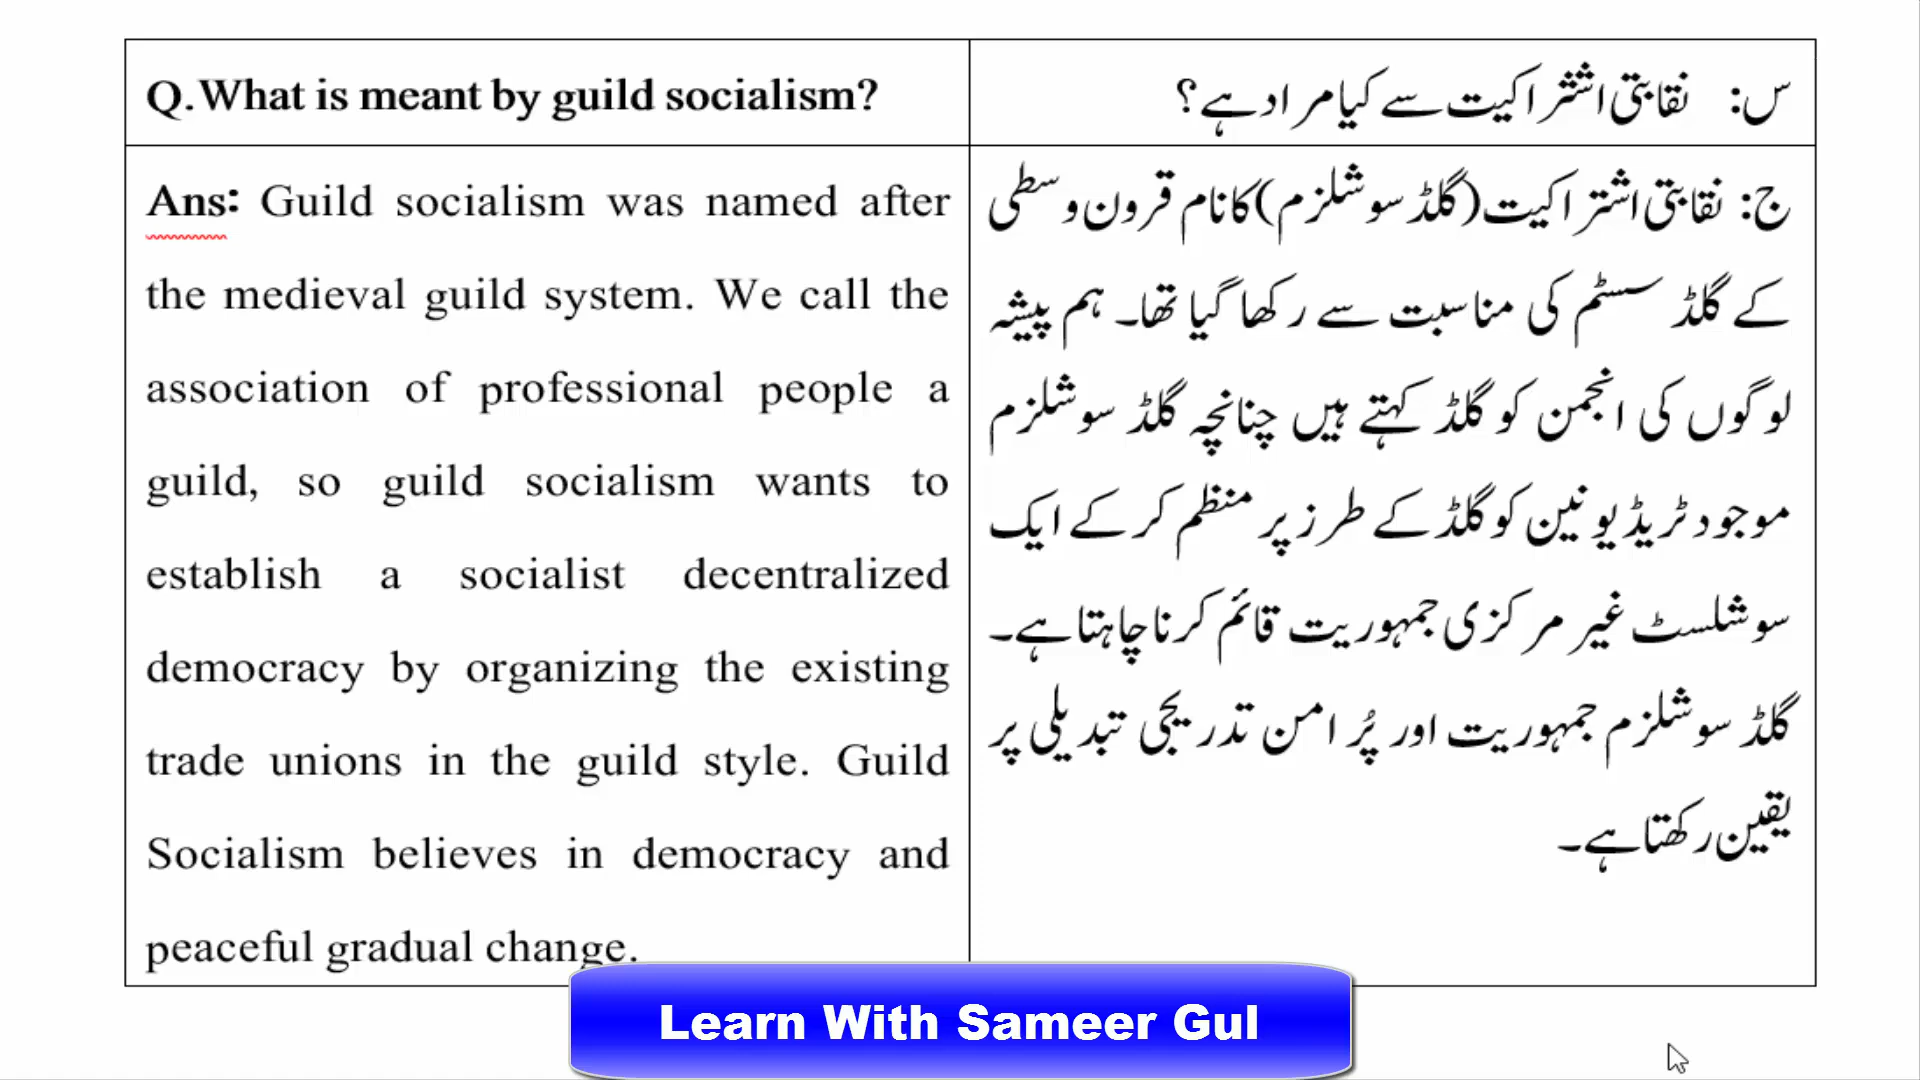 Q.What is meant by guild socialism?
س: نقابتی اشتراکیت سے کیا مراد ہے؟
Ans: Guild socialism was named after
the medieval guild system. We call the
association of professional people a
guild, so guild socialism wants to
establish a socialist decentralized
democracy by organizing the existing
trade unions in the guild style. Guild
Socialism believes in democracy and
peaceful gradual change.
ج: نقابتی اشتراکیت (گلڈ سوشلزم) کا نام قرون وسطی
کے گلڈ سسٹم کی مناسبت سے رکھا گیا تھا۔ ہم پیشہ
لوگوں کی انجمن کو گلڈ کہتے ہیں چنانچہ گلڈ سوشلزم
موجود ٹریڈ یونین کو گلڈ کے طرز پر منظم کر کے ایک
سوشلسٹ غیر مرکزی جمہوریت قائم کرنا چاہتا ہے۔
گلڈ سوشلزم جمہوریت اور پُر امن تدریجی تبدیلی پر
یقین رکھتا ہے۔
Learn With Sameer Gul